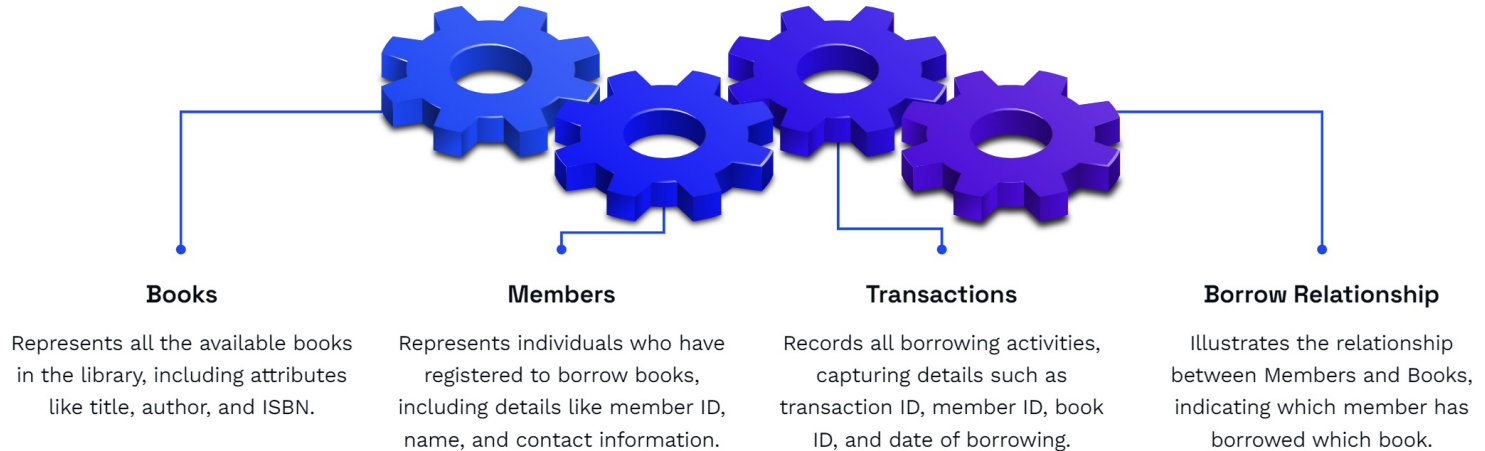 Books
Represents all the available books
in the library, including attributes
like title, author, and ISBN.
Members
Represents individuals who have
registered to borrow books,
including details like member ID,
name, and contact information.
Transactions
Records all borrowing activities,
capturing details such as
transaction ID, member ID, book
ID, and date of borrowing.
Borrow Relationship
Illustrates the relationship
between Members and Books,
indicating which member has
borrowed which book.